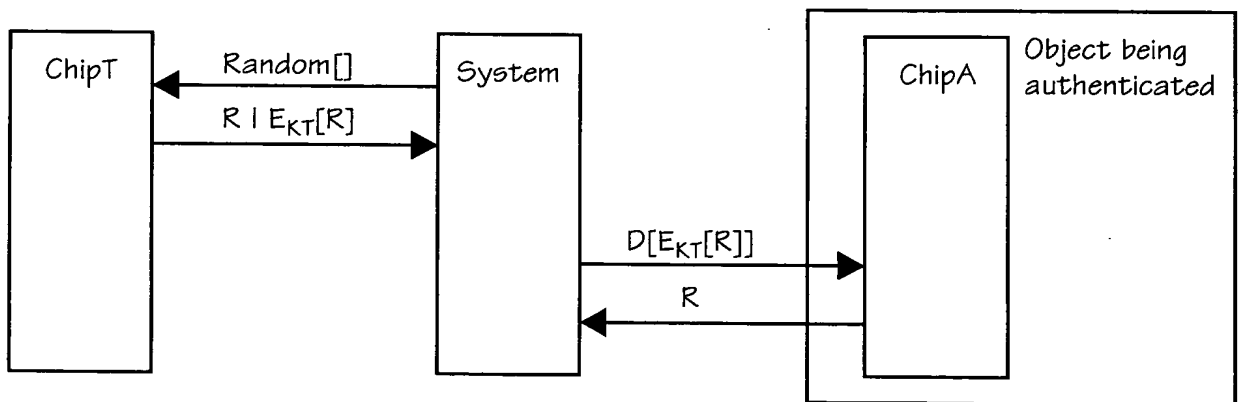 ChipT
Random[]
R | E_KT[R]
System
D[E_KT[R]]
R
ChipA
Object being
authenticated